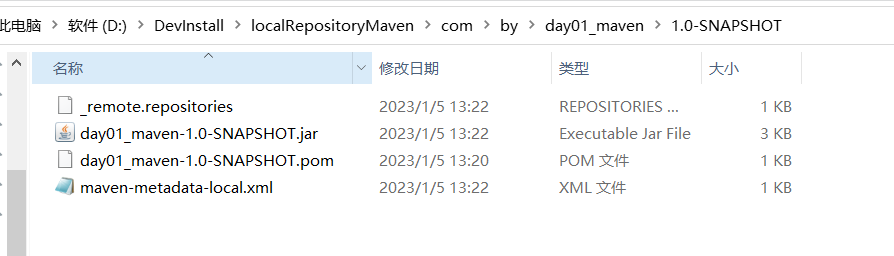 此电脑 > 软件 (D:) > DevInstall > localRepositoryMaven > com > by > day01_maven > 1.0-SNAPSHOT
名称 修改日期 类型 大小
_remote.repositories 2023/1/5 13:22 REPOSITORIES ... 1 KB
day01_maven-1.0-SNAPSHOT.jar 2023/1/5 13:22 Executable Jar File 3 KB
day01_maven-1.0-SNAPSHOT.pom 2023/1/5 13:20 POM 文件 1 KB
maven-metadata-local.xml 2023/1/5 13:22 XML 文件 1 KB